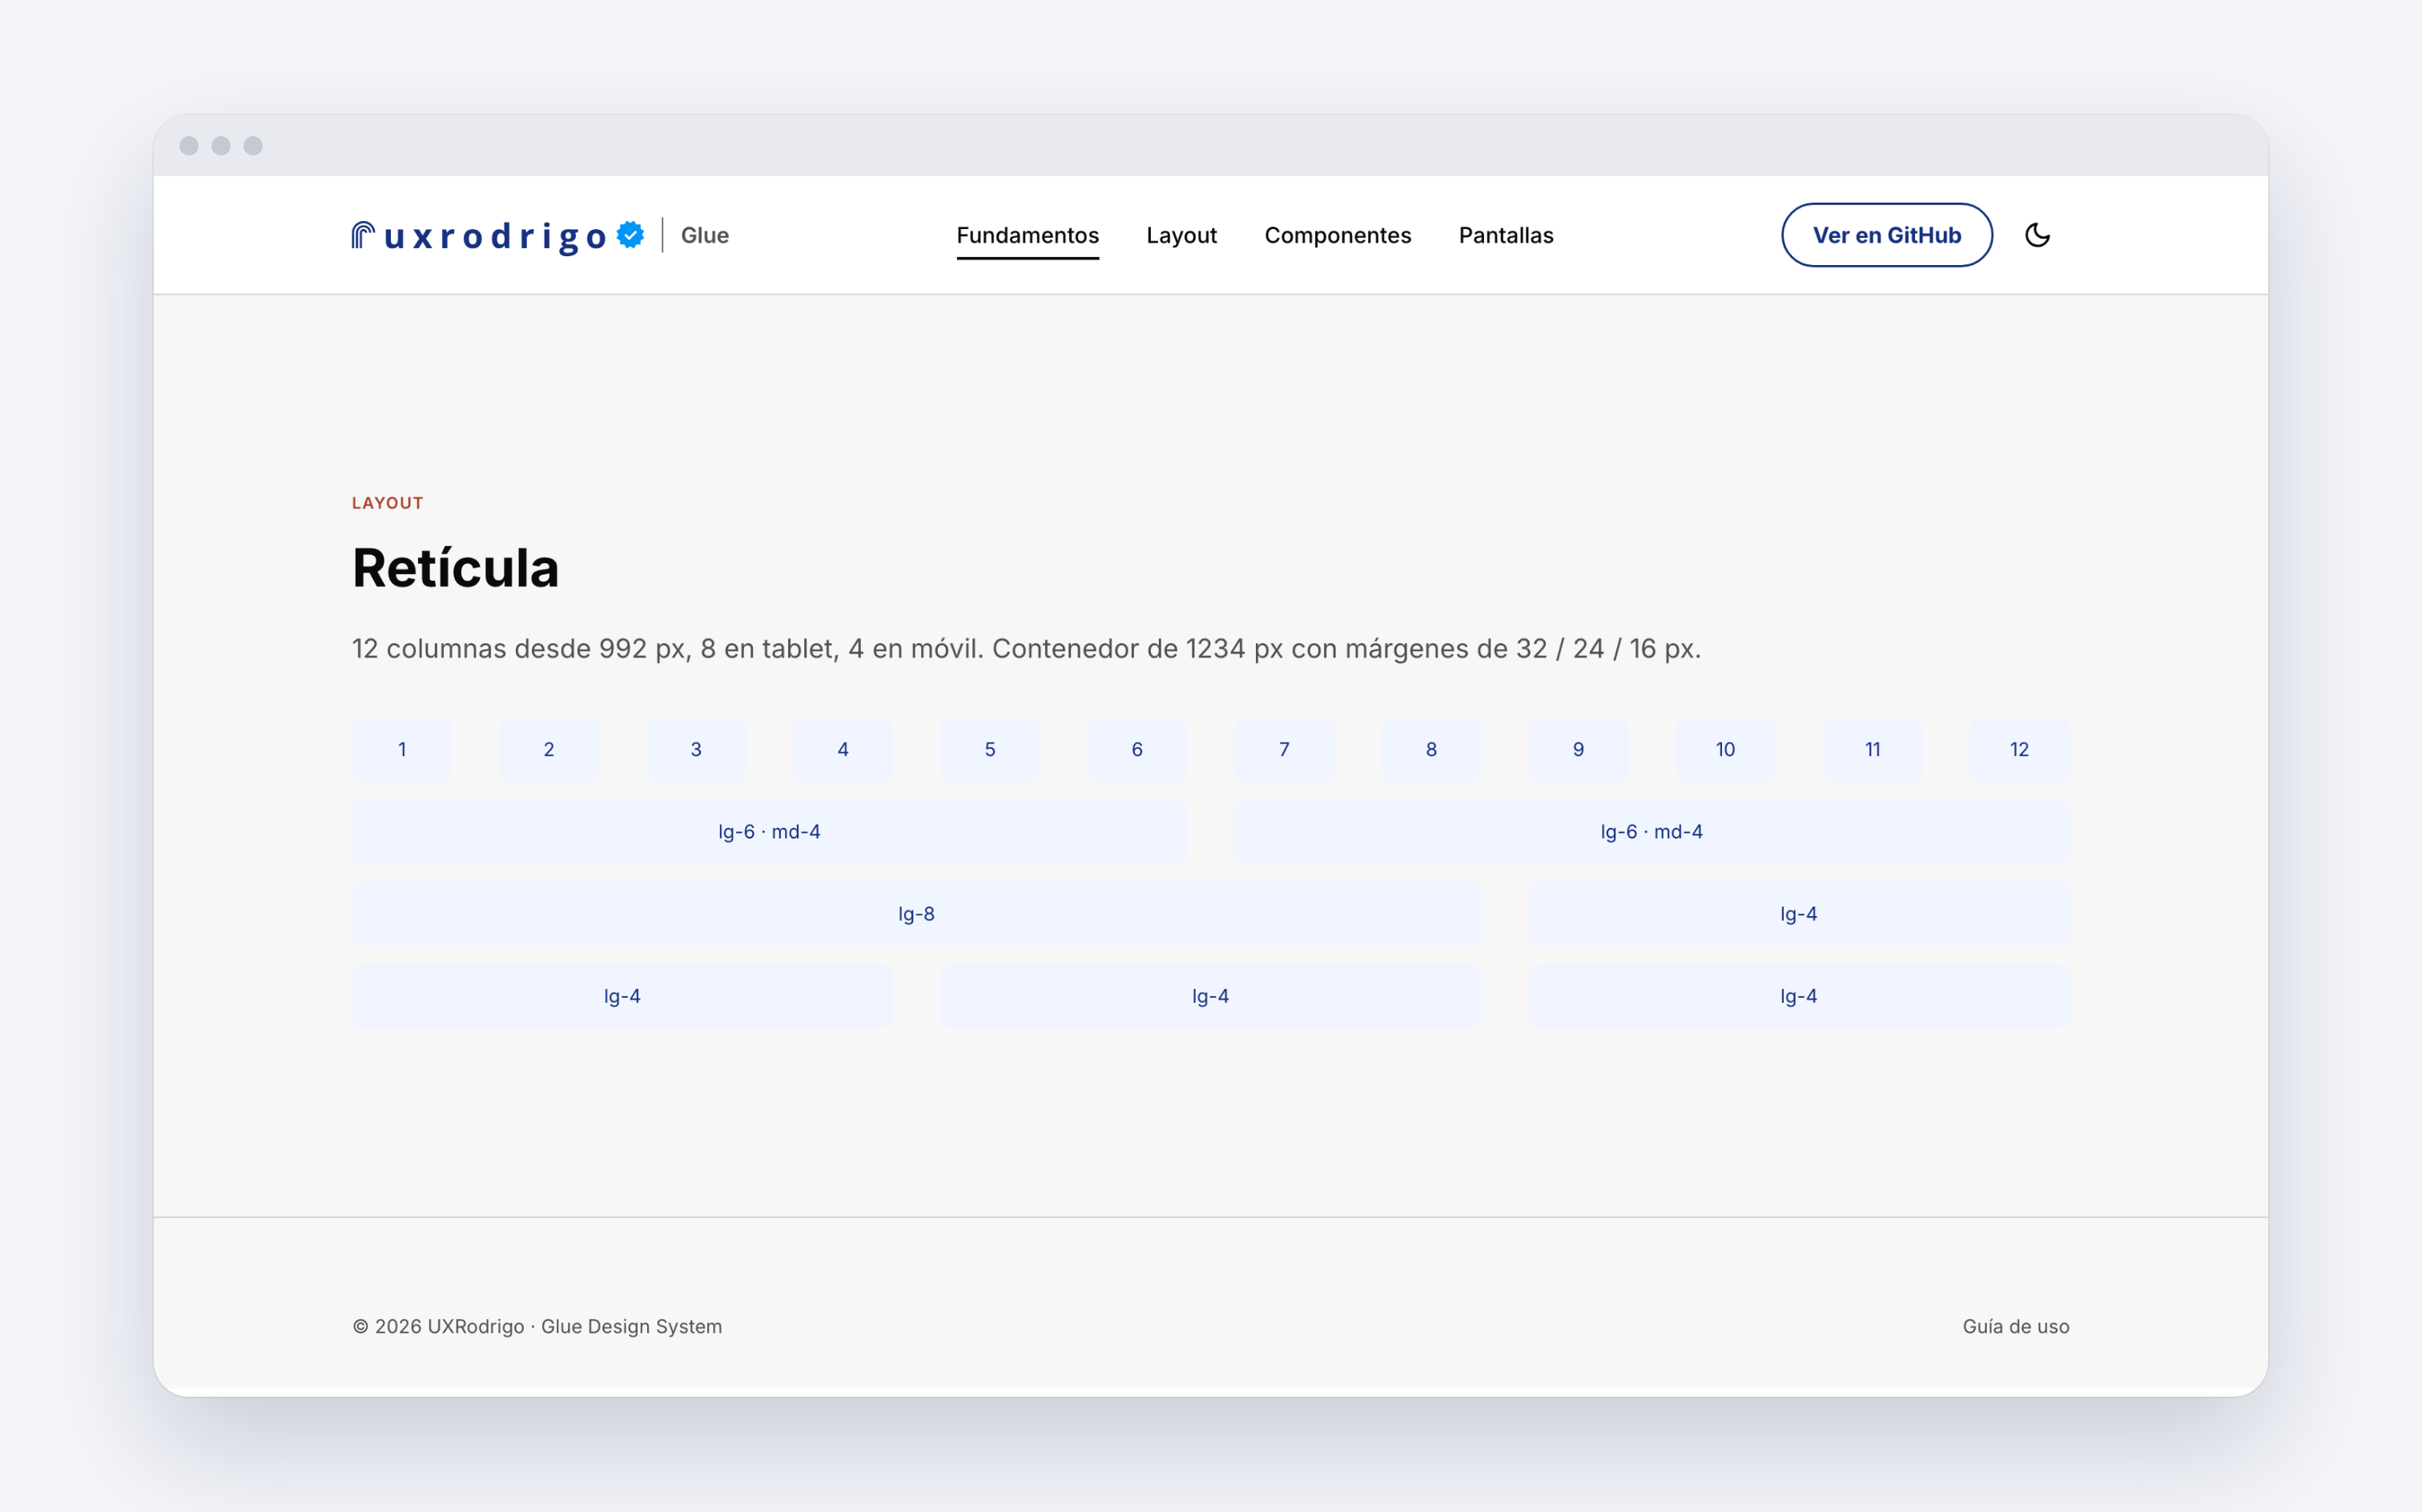 uxrodrigo Glue Fundamentos Layout Componentes Pantallas Ver en GitHub
LAYOUT
Retícula
12 columnas desde 992 px, 8 en tablet, 4 en móvil. Contenedor de 1234 px con márgenes de 32 / 24 / 16 px.
1 2 3 4 5 6 7 8 9 10 11 12
lg-6 · md-4 lg-6 · md-4
lg-8 lg-4
lg-4 lg-4 lg-4
© 2026 UXRodrigo · Glue Design System Guía de uso